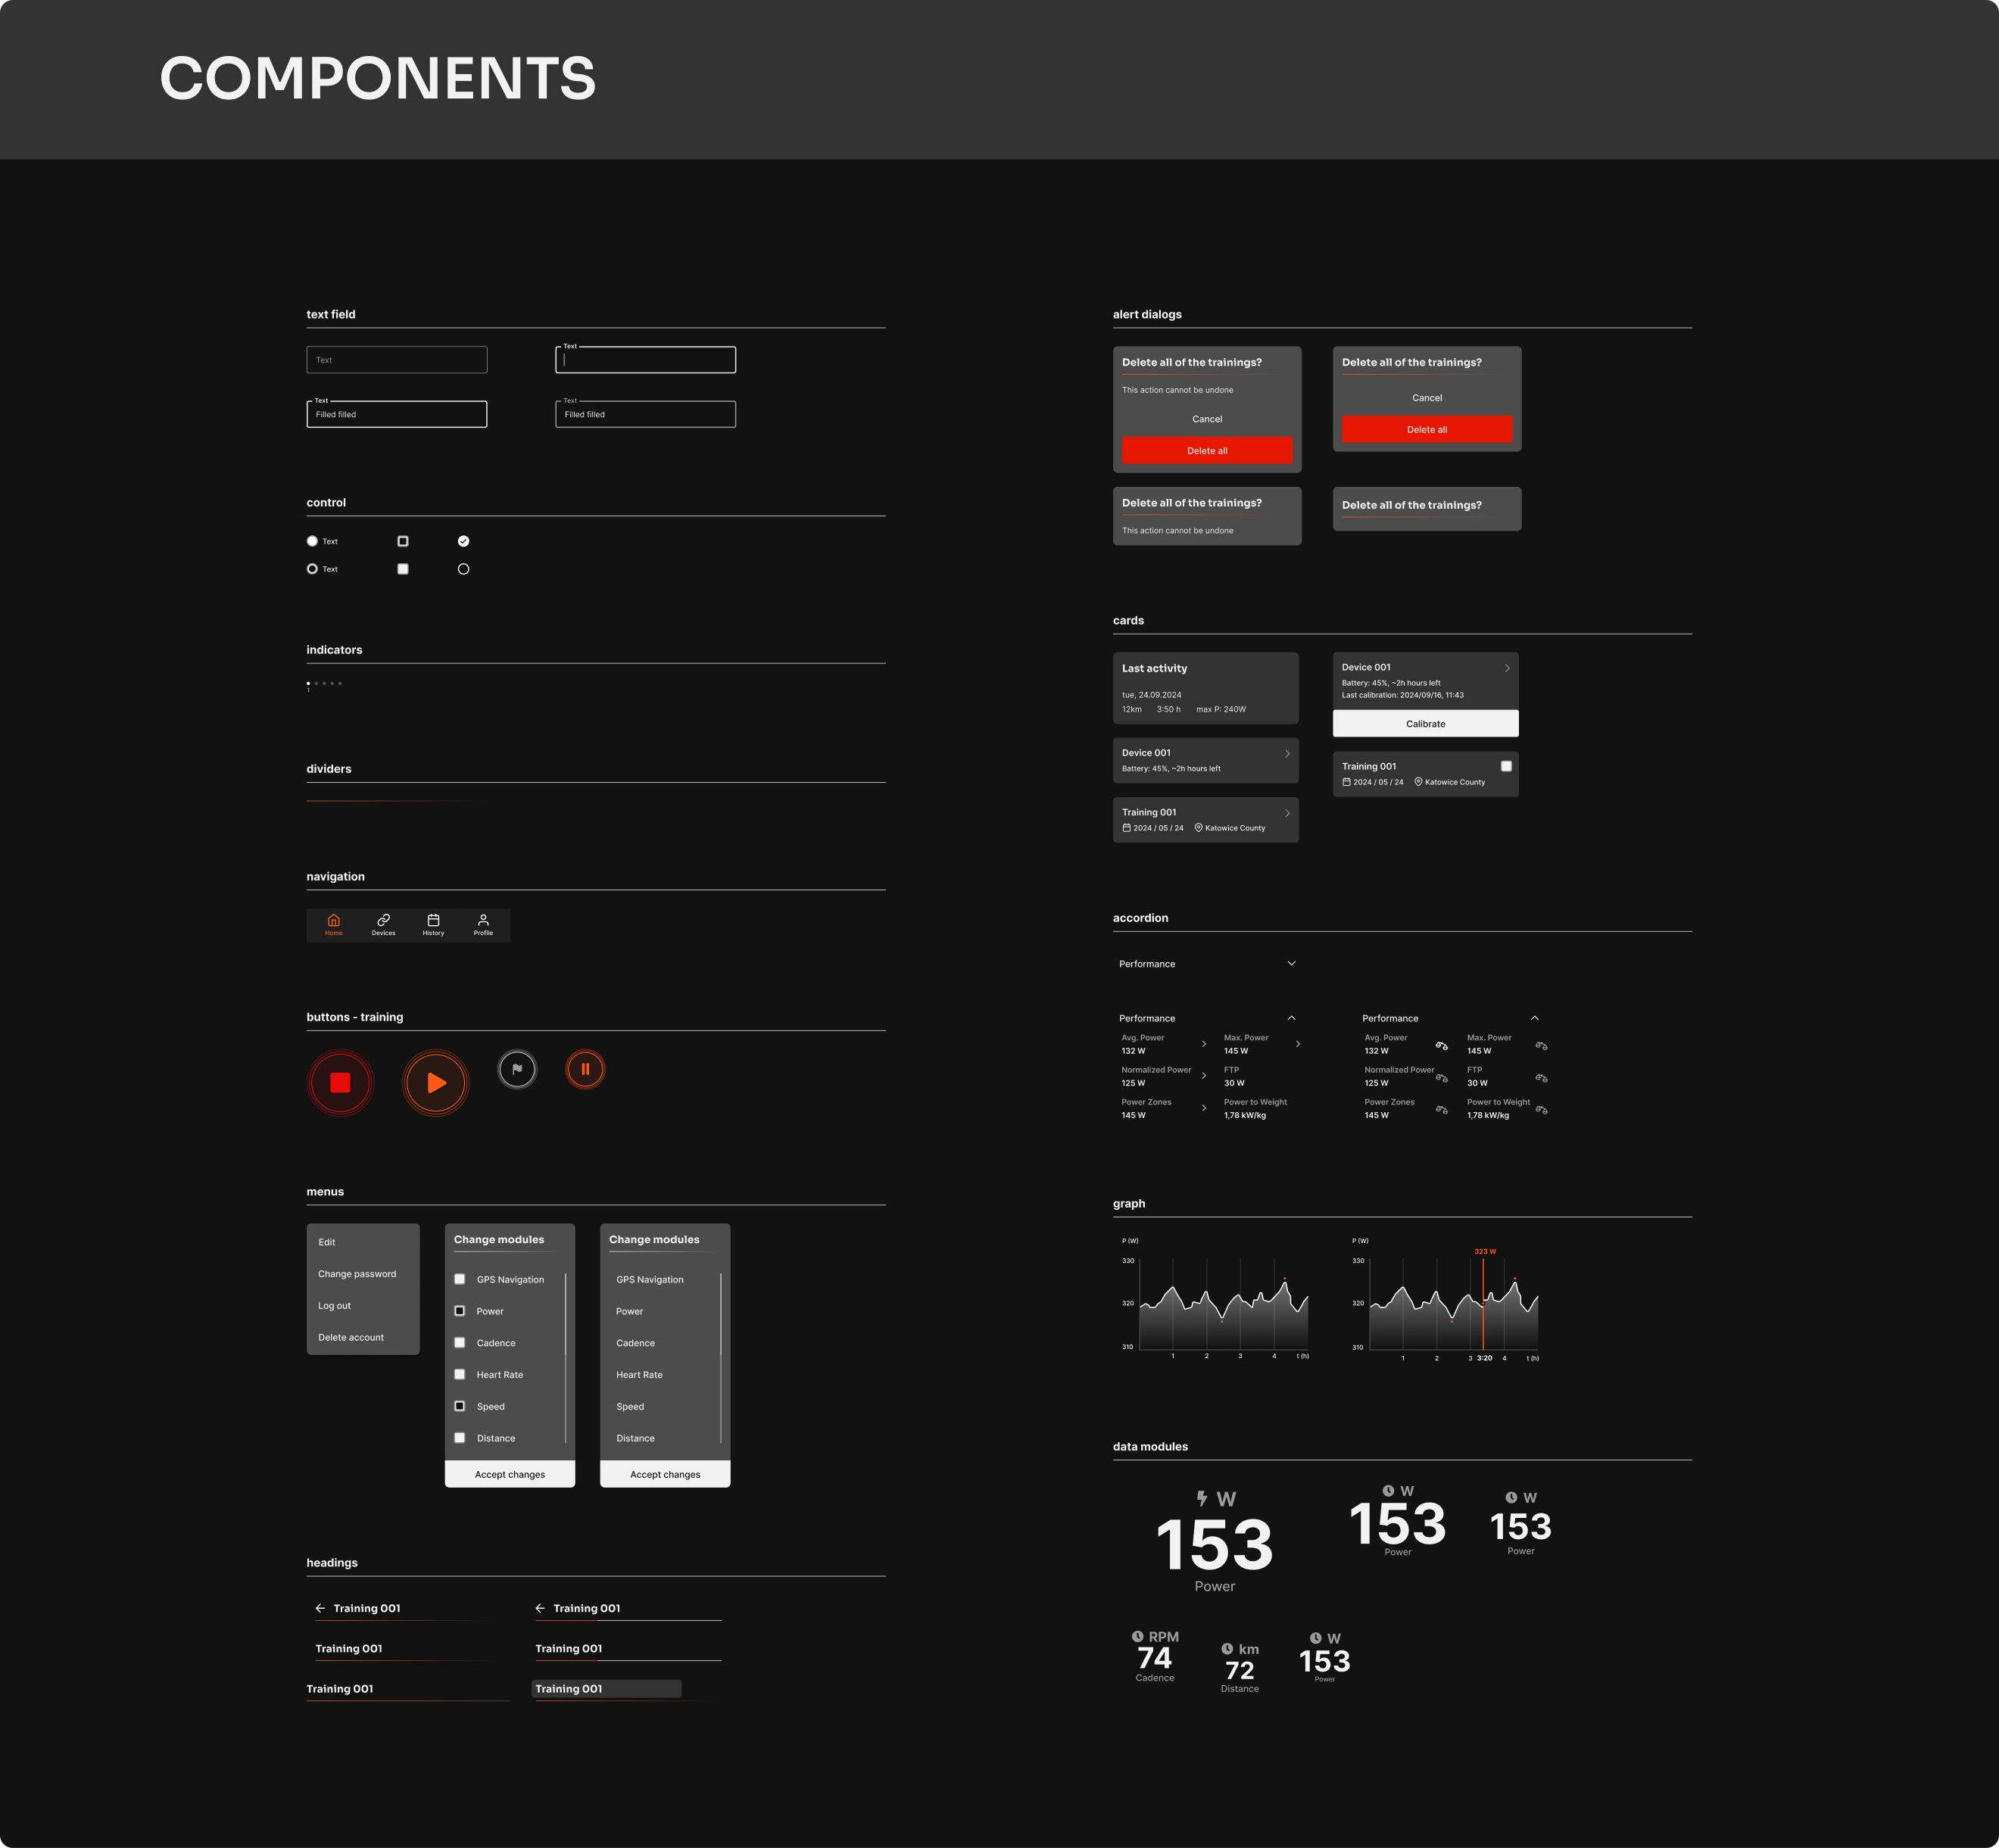 COMPONENTS
text field
Text
Text
Text
Filled filled
Text
Filled filled
control
Text
Text
indicators
1
dividers
navigation
Home
Devices
History
Profile
buttons - training
menus
Edit
Change password
Log out
Delete account
Change modules
GPS Navigation
Power
Cadence
Heart Rate
Speed
Distance
Accept changes
Change modules
GPS Navigation
Power
Cadence
Heart Rate
Speed
Distance
Accept changes
headings
Training 001
Training 001
Training 001
Training 001
Training 001
Training 001
alert dialogs
Delete all of the trainings?
This action cannot be undone
Cancel
Delete all
Delete all of the trainings?
Cancel
Delete all
Delete all of the trainings?
This action cannot be undone
Delete all of the trainings?
cards
Last activity
tue, 24.09.2024
12km 3:50 h max P: 240W
Device 001
Battery: 45%, ~2h hours left
Training 001
2024 / 05 / 24 Katowice County
Device 001
Battery: 45%, ~2h hours left
Last calibration: 2024/09/16, 11:43
Calibrate
Training 001
2024 / 05 / 24 Katowice County
accordion
Performance
Performance
Avg. Power Max. Power
132 W 145 W
Normalized Power FTP
125 W 30 W
Power Zones Power to Weight
145 W 1,78 kW/kg
Performance
Avg. Power Max. Power
132 W 145 W
Normalized Power FTP
125 W 30 W
Power Zones Power to Weight
145 W 1,78 kW/kg
graph
P (W)
330
320
310
1 2 3 4 t (h)
P (W)
323 W
330
320
310
1 2 3 3:20 4 t (h)
data modules
W
153
Power
W
153
Power
W
153
Power
RPM
74
Cadence
km
72
Distance
W
153
Power